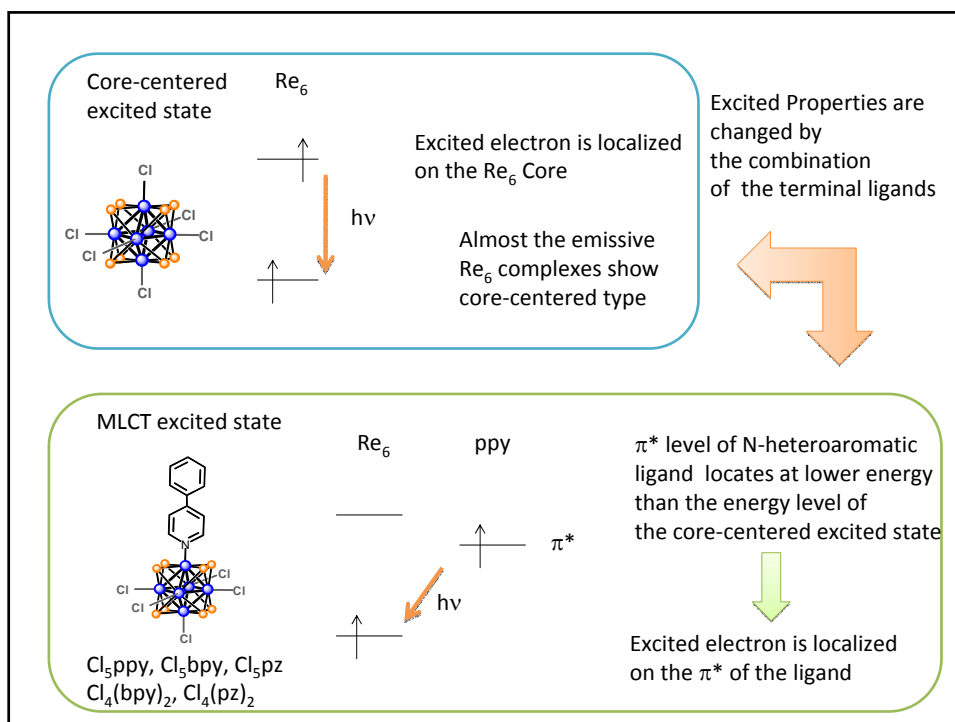 Core-centered
excited state
Re₆
Excited electron is localized
on the Re₆ Core
hν
Almost the emissive
Re₆ complexes show
core-centered type
Cl
Cl
Cl
Cl
Cl
Cl
Excited Properties are
changed by
the combination
of the terminal ligands
MLCT excited state
Re₆
ppy
π*
hν
N
Cl
Cl
Cl
Cl
Cl
Cl₅ppy, Cl₅bpy, Cl₅pz
Cl₄(bpy)₂, Cl₄(pz)₂
π* level of N-heteroaromatic
ligand locates at lower energy
than the energy level of
the core-centered excited state
Excited electron is localized
on the π* of the ligand